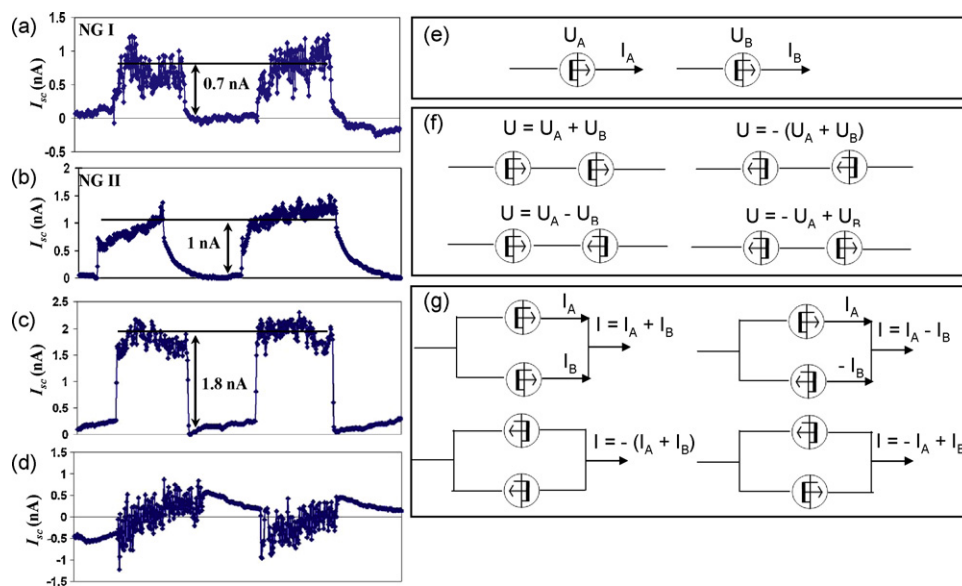 (a)
NG I
I_sc (nA)
1.5
1
0.5
0
-0.5
0.7 nA
(b)
NG II
I_sc (nA)
2
1.5
1
0.5
0
1 nA
(c)
I_sc (nA)
2.5
2
1.5
1
0.5
0
1.8 nA
(d)
I_sc (nA)
1.5
1
0.5
0
-0.5
-1
-1.5
(e)
U_A
I_A
U_B
I_B
(f)
U = U_A + U_B
U = - (U_A + U_B)
U = U_A - U_B
U = - U_A + U_B
(g)
I_A
I_B
I = I_A + I_B
I_A
- I_B
I = I_A - I_B
I = - (I_A + I_B)
I = - I_A + I_B